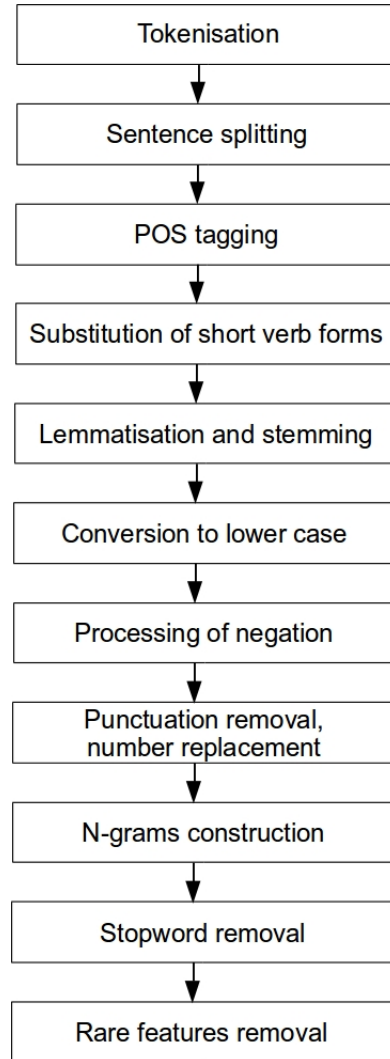 Tokenisation
Sentence splitting
POS tagging
Substitution of short verb forms
Lemmatisation and stemming
Conversion to lower case
Processing of negation
Punctuation removal,
number replacement
N-grams construction
Stopword removal
Rare features removal